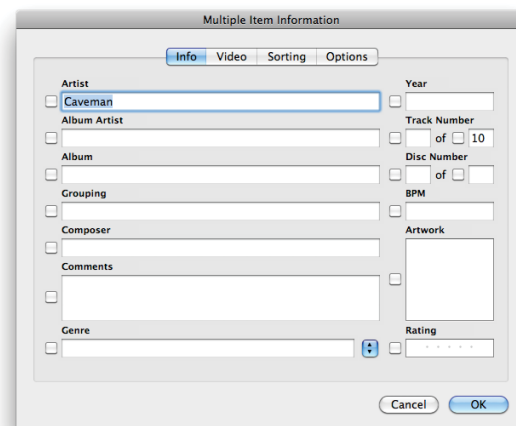 Multiple Item Information
Info Video Sorting Options
Artist Year
Caveman
Album Artist Track Number
of 10
Album Disc Number
of
Grouping BPM
Composer Artwork
Comments
Genre Rating
Cancel OK